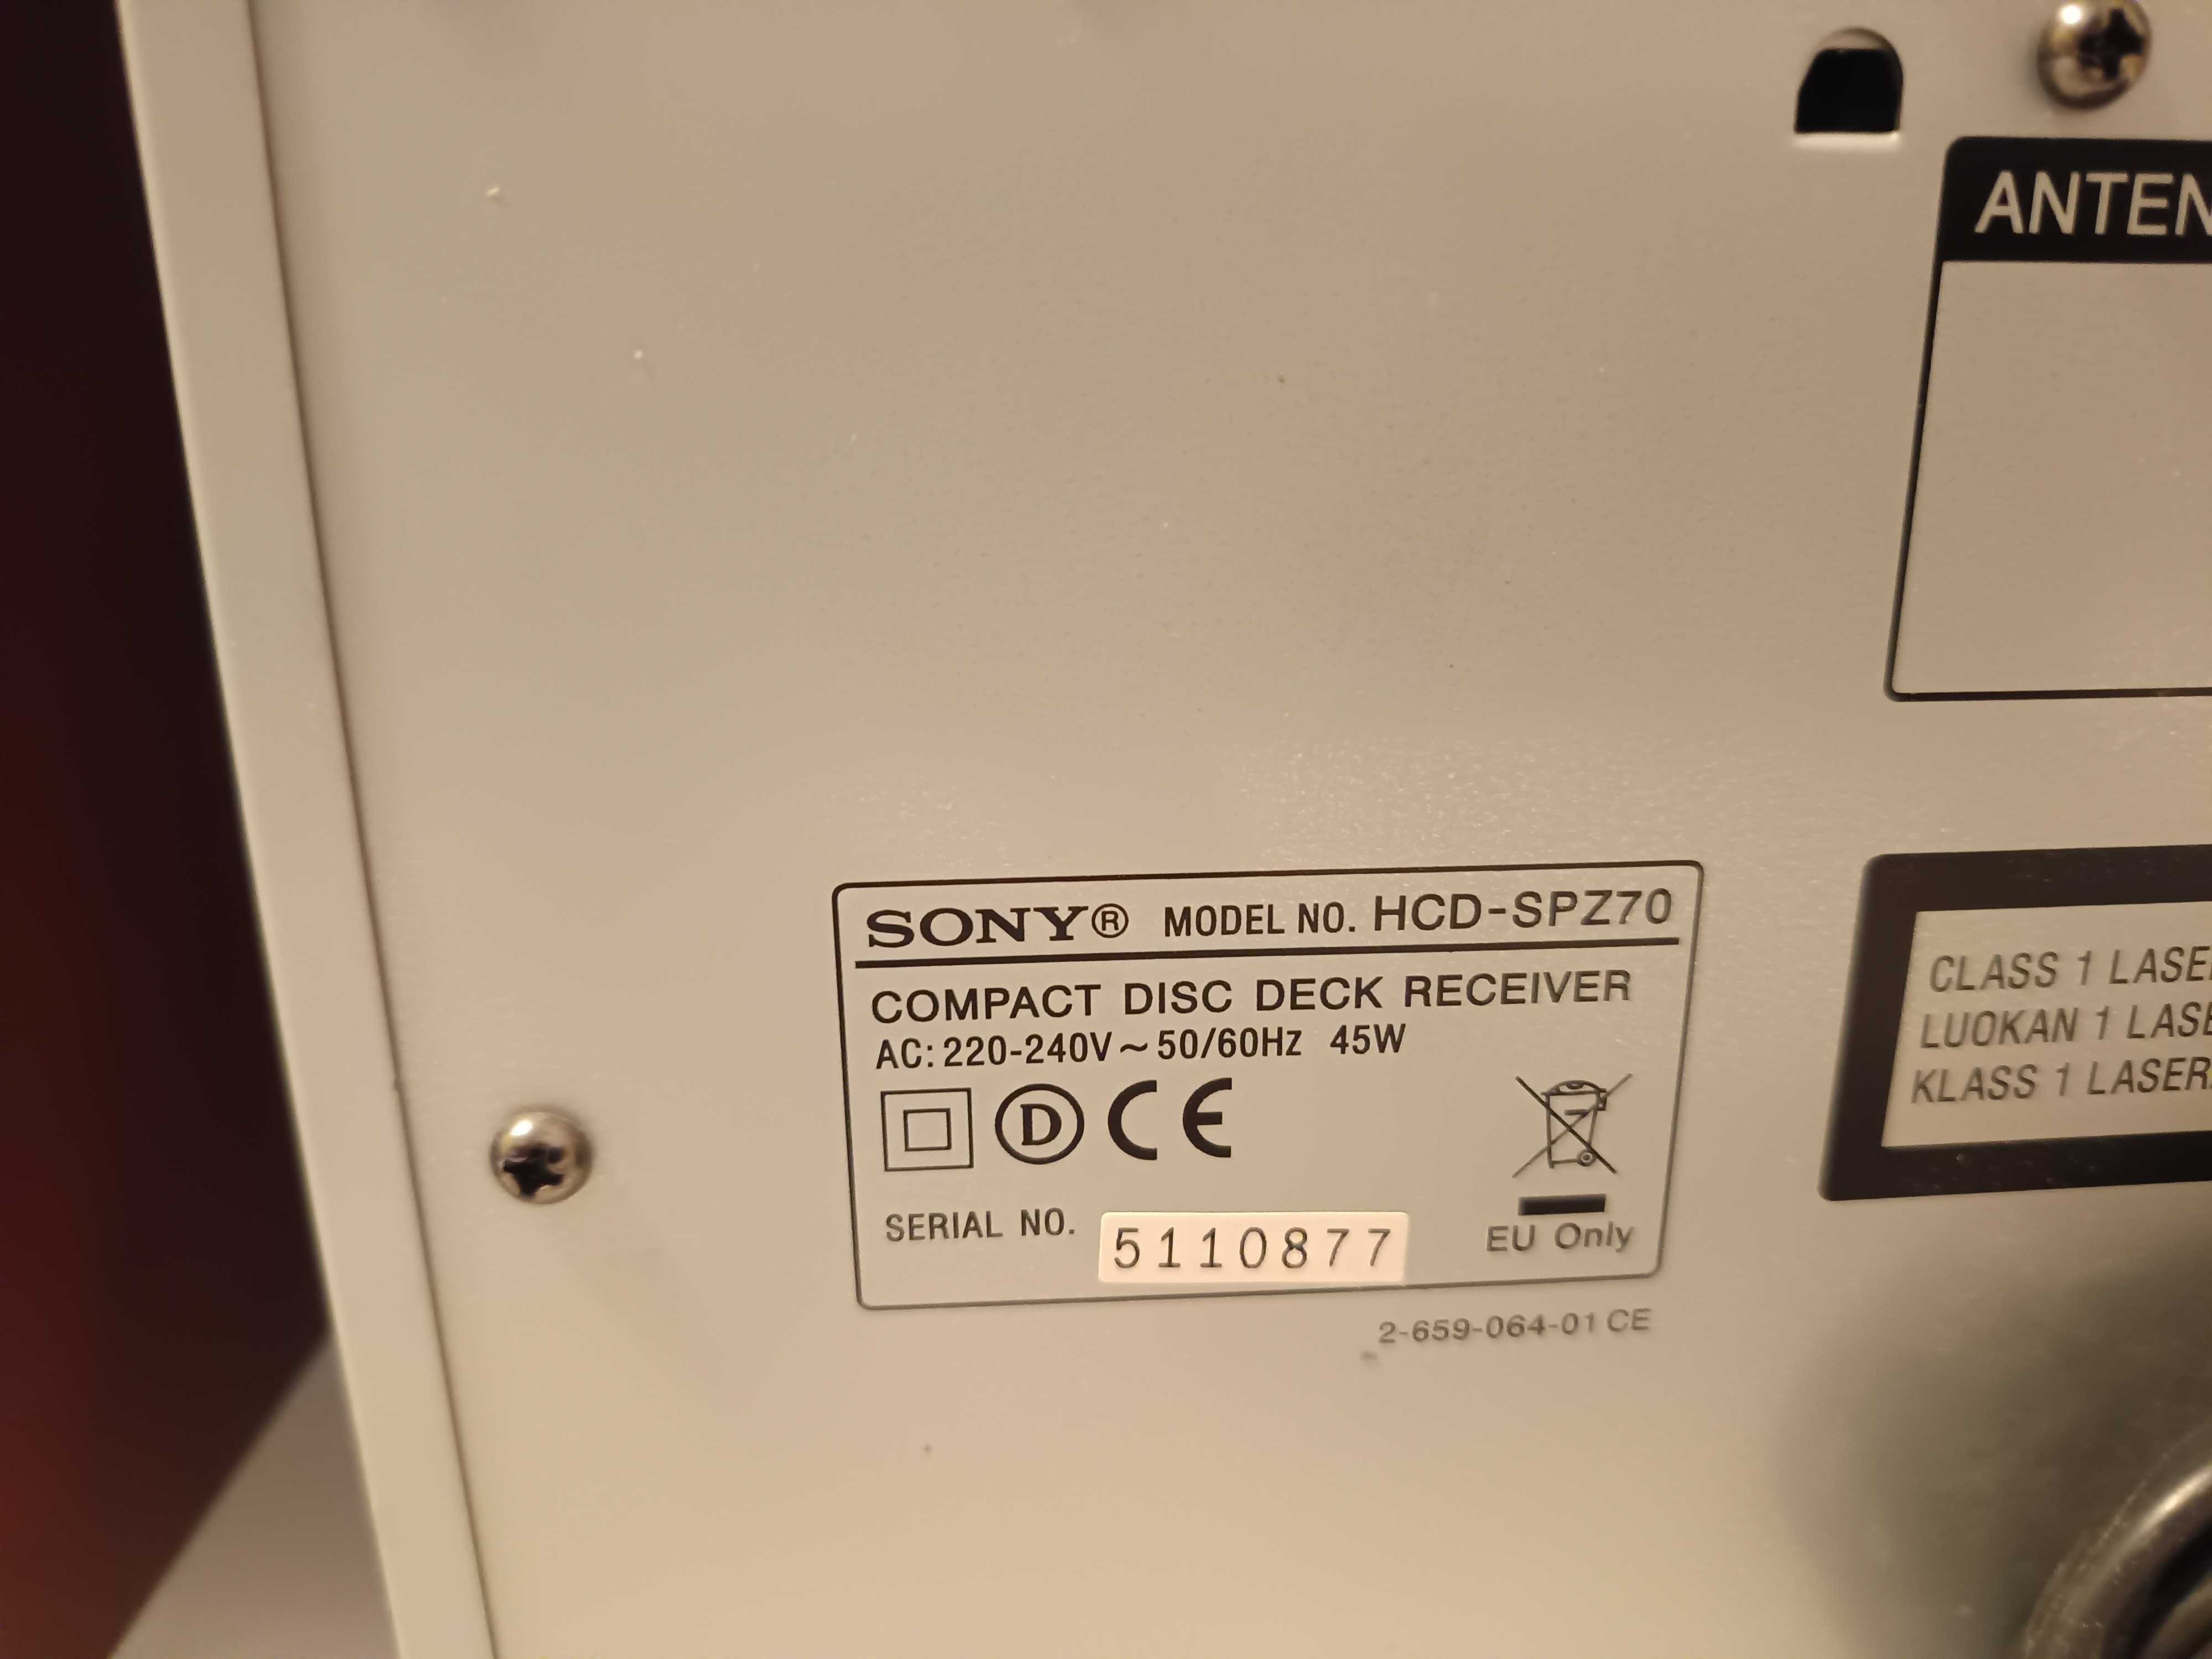 ANTEN
SONY® MODEL NO. HCD-SPZ70
COMPACT DISC DECK RECEIVER
AC: 220-240V~50/60Hz 45W
D CE
SERIAL NO. 5110877
EU Only
2-659-064-01 CE
CLASS 1 LASE
LUOKAN 1 LASE
KLASS 1 LASER